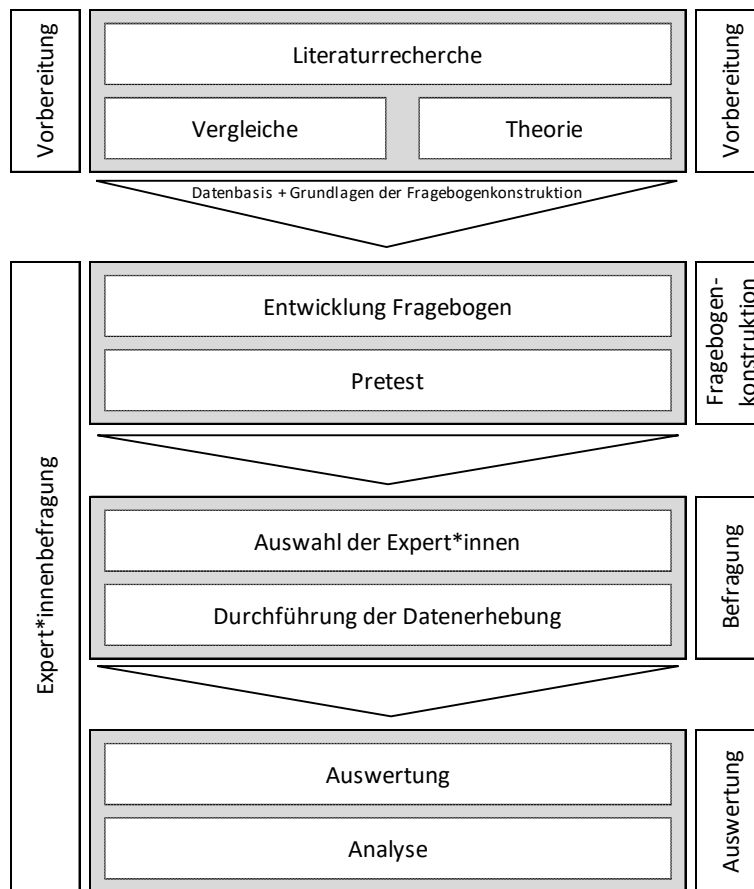 Vorbereitung
Literaturrecherche
Vergleiche
Theorie
Vorbereitung
Datenbasis + Grundlagen der Fragebogenkonstruktion
Expert*innenbefragung
Entwicklung Fragebogen
Pretest
Fragebogen-
konstruktion
Auswahl der Expert*innen
Durchführung der Datenerhebung
Befragung
Auswertung
Analyse
Auswertung